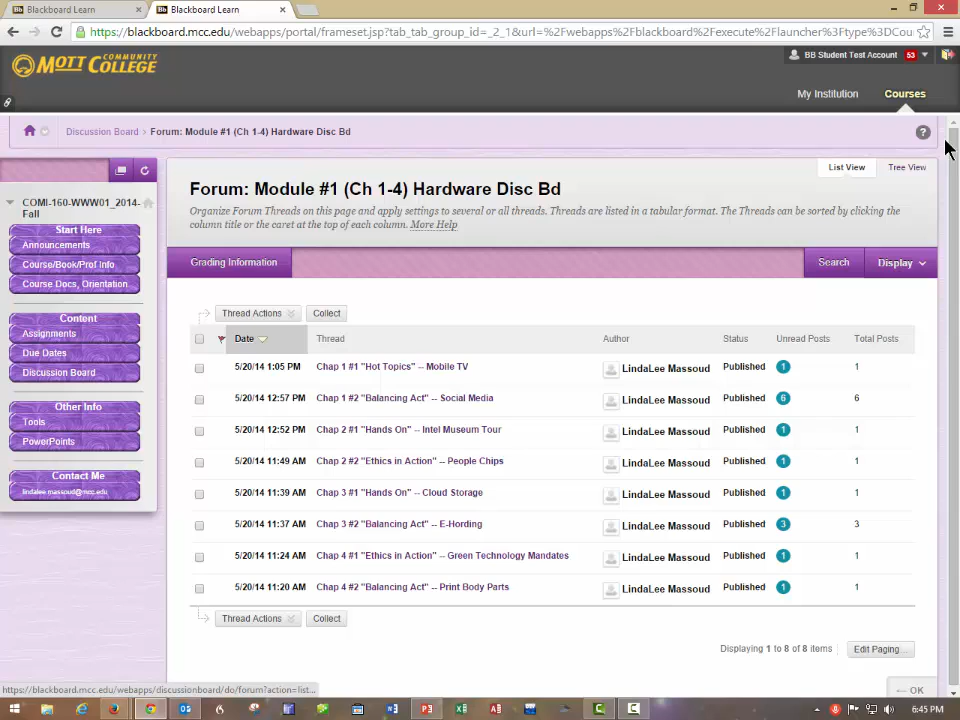 Blackboard Learn
Blackboard Learn
https://blackboard.mcc.edu/webapps/portal/frameset.jsp?tab_tab_group_id=_2_1&url=%2Fwebapps%2Fblackboard%2Fexecute%2Flauncher%3Ftype%3DCou
MOTT COMMUNITY COLLEGE
BB Student Test Account 53
My Institution
Courses
Discussion Board > Forum: Module #1 (Ch 1-4) Hardware Disc Bd
?
List View
Tree View
COMI-160-WWW01_2014-
Fall
Start Here
Announcements
Course/Book/Prof Info
Course Docs, Orientation
Content
Assignments
Due Dates
Discussion Board
Other Info
Tools
PowerPoints
Contact Me
lindalee.massoud@mcc.edu
Forum: Module #1 (Ch 1-4) Hardware Disc Bd
Organize Forum Threads on this page and apply settings to several or all threads. Threads are listed in a tabular format. The Threads can be sorted by clicking the
column title or the caret at the top of each column. More Help
Grading Information
Search
Display
Thread Actions
Collect
Date Thread Author Status Unread Posts Total Posts
5/20/14 1:05 PM Chap 1 #1 "Hot Topics" -- Mobile TV LindaLee Massoud Published 1 1
5/20/14 12:57 PM Chap 1 #2 "Balancing Act" -- Social Media LindaLee Massoud Published 6 6
5/20/14 12:52 PM Chap 2 #1 "Hands On" -- Intel Museum Tour LindaLee Massoud Published 1 1
5/20/14 11:49 AM Chap 2 #2 "Ethics in Action" -- People Chips LindaLee Massoud Published 1 1
5/20/14 11:39 AM Chap 3 #1 "Hands On" -- Cloud Storage LindaLee Massoud Published 1 1
5/20/14 11:37 AM Chap 3 #2 "Balancing Act" -- E-Hording LindaLee Massoud Published 3 3
5/20/14 11:24 AM Chap 4 #1 "Ethics in Action" -- Green Technology Mandates LindaLee Massoud Published 1 1
5/20/14 11:20 AM Chap 4 #2 "Balancing Act" -- Print Body Parts LindaLee Massoud Published 1 1
Thread Actions
Collect
Displaying 1 to 8 of 8 items
Edit Paging...
← OK
https://blackboard.mcc.edu/webapps/discussionboard/do/forum?action=list...
6:45 PM